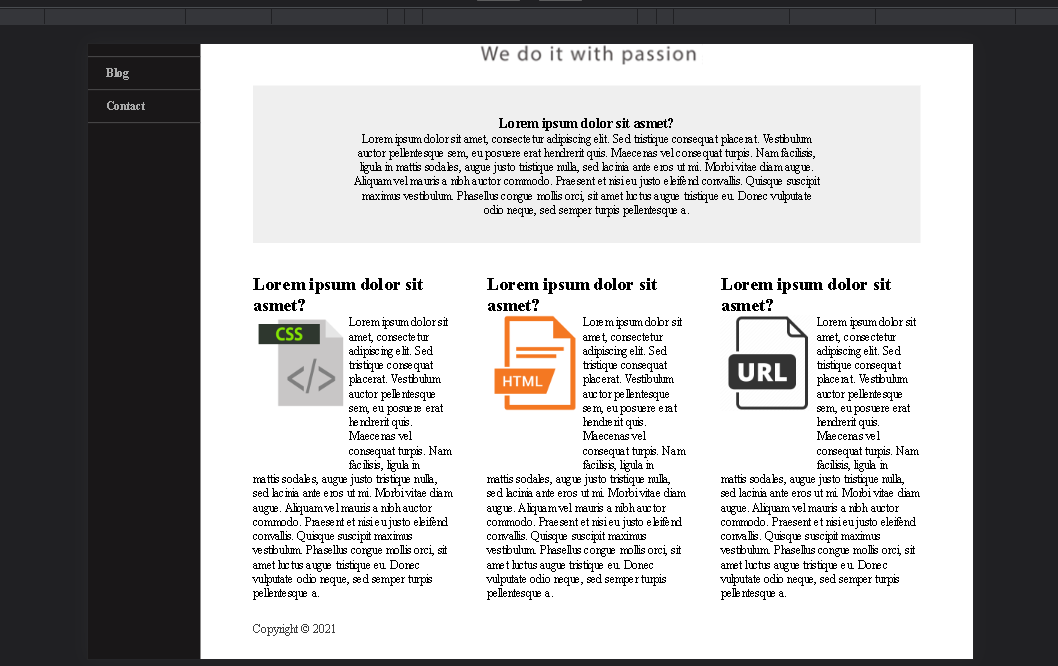 We do it with passion
Blog
Contact
Lorem ipsum dolor sit asmet?
Lorem ipsum dolor sit amet, consectetur adipiscing elit. Sed tristique consequat placerat. Vestibulum
auctor pellentesque sem, eu posuere erat hendrerit quis. Maecenas vel consequat turpis. Nam facilisis,
ligula in mattis sodales, augue justo tristique nulla, sed lacinia ante eros ut mi. Morbi vitae diam augue.
Aliquam vel mauris a nibh auctor commodo. Praesent et nisi eu justo eleifend convallis. Quisque suscipit
maximus vestibulum. Phasellus congue mollis orci, sit amet luctus augue tristique eu. Donec vulputate
odio neque, sed semper turpis pellentesque a.
Lorem ipsum dolor sit
asmet?
CSS
</>
Lorem ipsum dolor sit
amet, consectetur
adipiscing elit. Sed
tristique consequat
placerat. Vestibulum
auctor pellentesque
sem, eu posuere erat
hendrerit quis.
Maecenas vel
consequat turpis. Nam
facilisis, ligula in
mattis sodales, augue justo tristique nulla,
sed lacinia ante eros ut mi. Morbi vitae diam
augue. Aliquam vel mauris a nibh auctor
commodo. Praesent et nisi eu justo eleifend
convallis. Quisque suscipit maximus
vestibulum. Phasellus congue mollis orci, sit
amet luctus augue tristique eu. Donec
vulputate odio neque, sed semper turpis
pellentesque a.
Lorem ipsum dolor sit
asmet?
HTML
Lorem ipsum dolor sit
amet, consectetur
adipiscing elit. Sed
tristique consequat
placerat. Vestibulum
auctor pellentesque
sem, eu posuere erat
hendrerit quis.
Maecenas vel
consequat turpis. Nam
facilisis, ligula in
mattis sodales, augue justo tristique nulla,
sed lacinia ante eros ut mi. Morbi vitae diam
augue. Aliquam vel mauris a nibh auctor
commodo. Praesent et nisi eu justo eleifend
convallis. Quisque suscipit maximus
vestibulum. Phasellus congue mollis orci, sit
amet luctus augue tristique eu. Donec
vulputate odio neque, sed semper turpis
pellentesque a.
Lorem ipsum dolor sit
asmet?
URL
Lorem ipsum dolor sit
amet, consectetur
adipiscing elit. Sed
tristique consequat
placerat. Vestibulum
auctor pellentesque
sem, eu posuere erat
hendrerit quis.
Maecenas vel
consequat turpis. Nam
facilisis, ligula in
mattis sodales, augue justo tristique nulla,
sed lacinia ante eros ut mi. Morbi vitae diam
augue. Aliquam vel mauris a nibh auctor
commodo. Praesent et nisi eu justo eleifend
convallis. Quisque suscipit maximus
vestibulum. Phasellus congue mollis orci, sit
amet luctus augue tristique eu. Donec
vulputate odio neque, sed semper turpis
pellentesque a.
Copyright © 2021